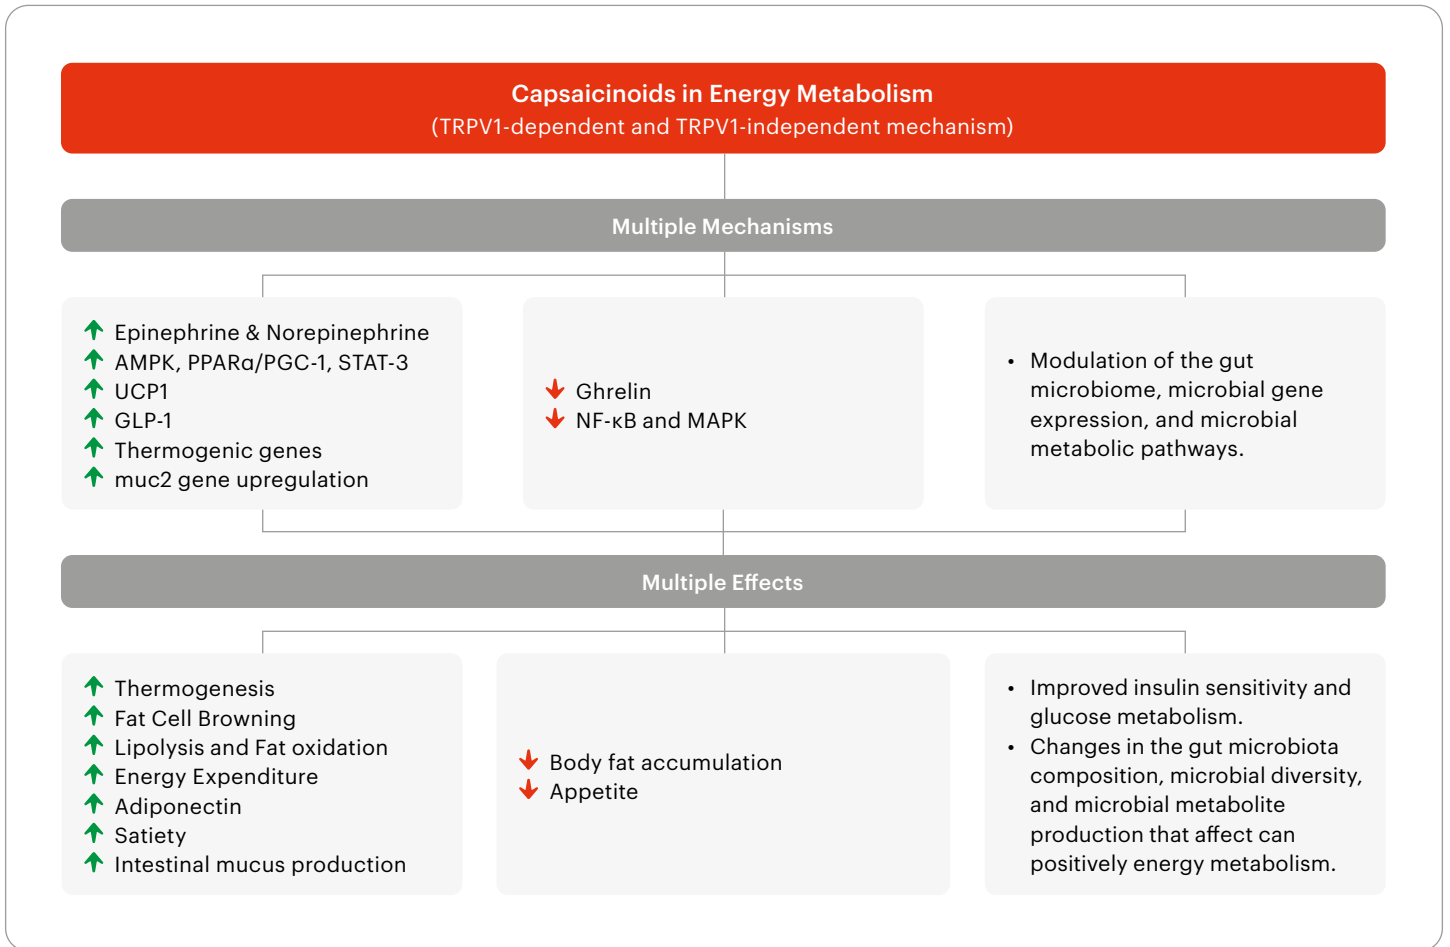 Capsaicinoids in Energy Metabolism
(TRPV1-dependent and TRPV1-independent mechanism)
Multiple Mechanisms
Epinephrine & Norepinephrine
AMPK, PPARα/PGC-1, STAT-3
UCP1
GLP-1
Thermogenic genes
muc2 gene upregulation
Ghrelin
NF-κB and MAPK
• Modulation of the gut
microbiome, microbial gene
expression, and microbial
metabolic pathways.
Multiple Effects
Thermogenesis
Fat Cell Browning
Lipolysis and Fat oxidation
Energy Expenditure
Adiponectin
Satiety
Intestinal mucus production
Body fat accumulation
Appetite
• Improved insulin sensitivity and
glucose metabolism.
• Changes in the gut microbiota
composition, microbial diversity,
and microbial metabolite
production that affect can
positively energy metabolism.